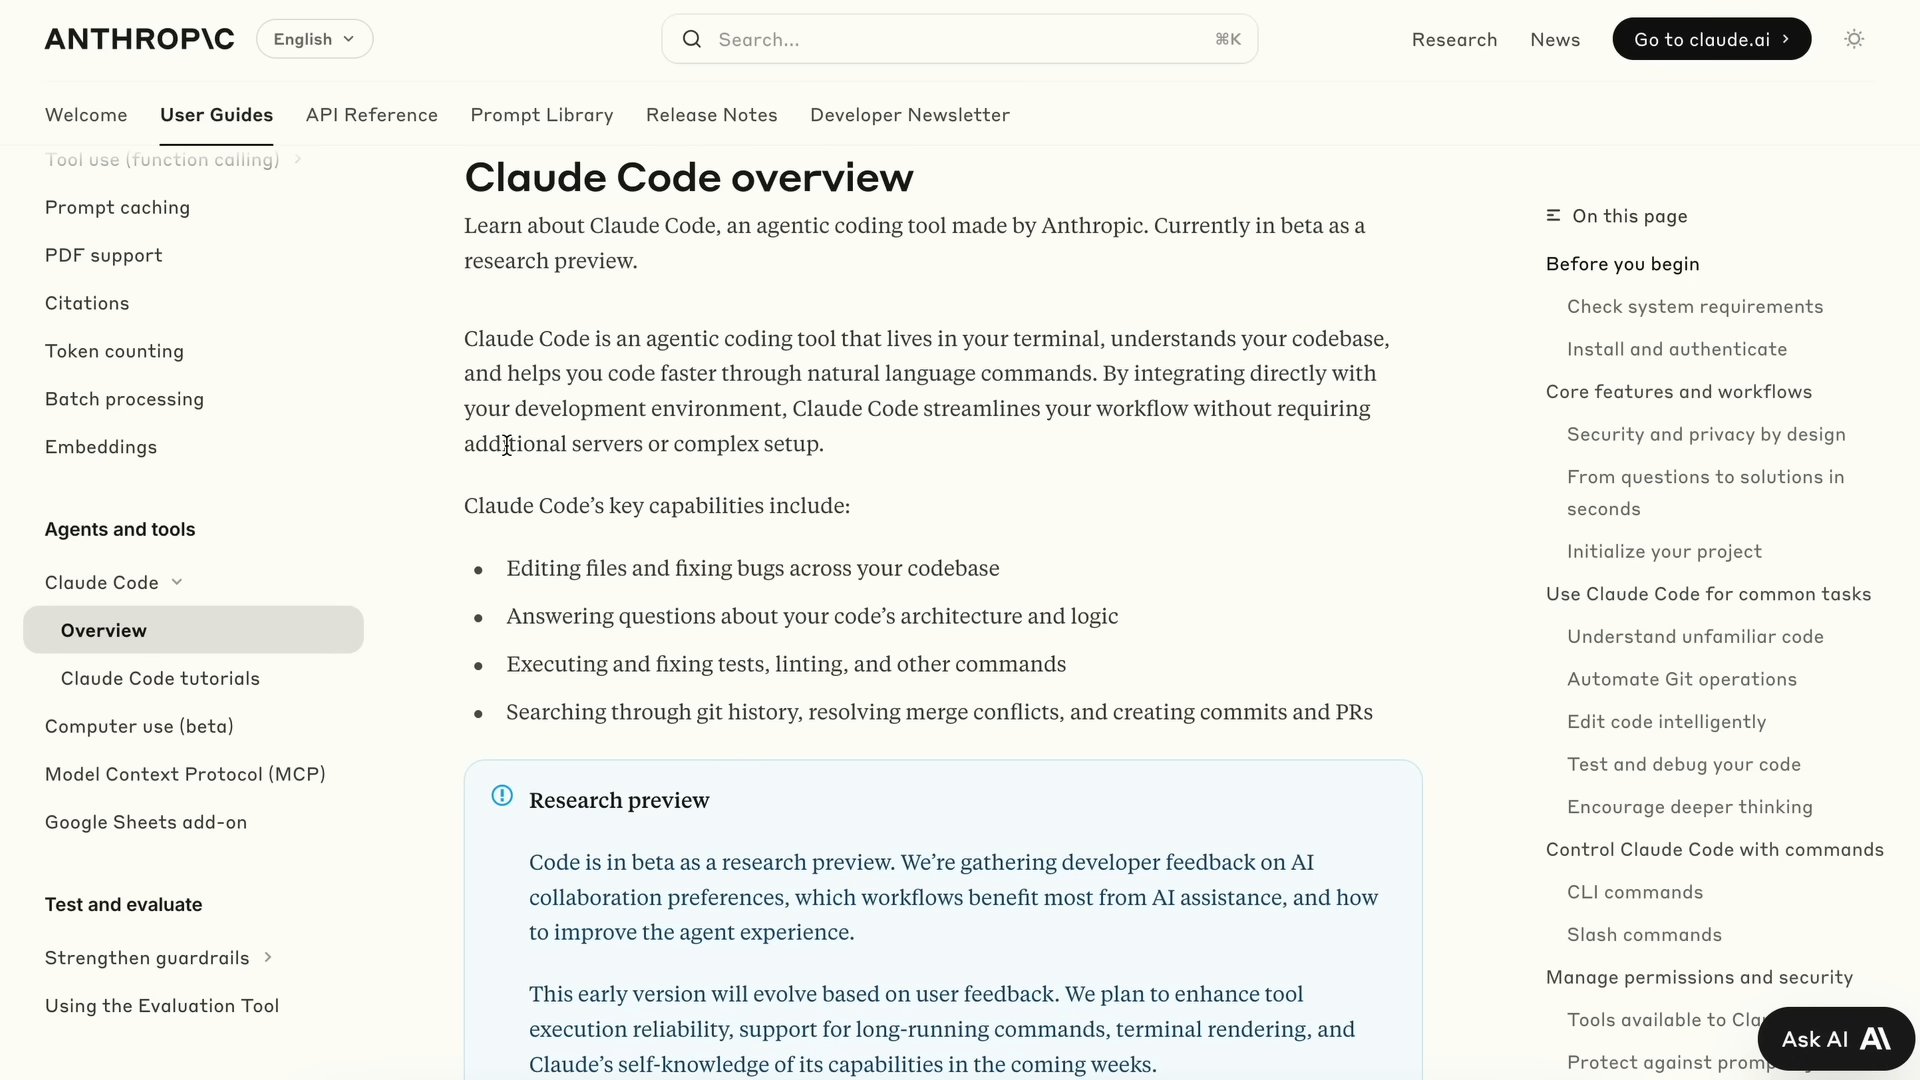 ANTHROP\C
English
Search...
⌘K
Research
News
Go to claude.ai
Welcome
User Guides
API Reference
Prompt Library
Release Notes
Developer Newsletter
Tool use (function calling)
Prompt caching
PDF support
Citations
Token counting
Batch processing
Embeddings
Agents and tools
Claude Code
Overview
Claude Code tutorials
Computer use (beta)
Model Context Protocol (MCP)
Google Sheets add-on
Test and evaluate
Strengthen guardrails
Using the Evaluation Tool
Claude Code overview
Learn about Claude Code, an agentic coding tool made by Anthropic. Currently in beta as a
research preview.
Claude Code is an agentic coding tool that lives in your terminal, understands your codebase,
and helps you code faster through natural language commands. By integrating directly with
your development environment, Claude Code streamlines your workflow without requiring
additional servers or complex setup.
Claude Code’s key capabilities include:
Editing files and fixing bugs across your codebase
Answering questions about your code’s architecture and logic
Executing and fixing tests, linting, and other commands
Searching through git history, resolving merge conflicts, and creating commits and PRs
Research preview
Code is in beta as a research preview. We’re gathering developer feedback on AI
collaboration preferences, which workflows benefit most from AI assistance, and how
to improve the agent experience.
This early version will evolve based on user feedback. We plan to enhance tool
execution reliability, support for long-running commands, terminal rendering, and
Claude’s self-knowledge of its capabilities in the coming weeks.
On this page
Before you begin
Check system requirements
Install and authenticate
Core features and workflows
Security and privacy by design
From questions to solutions in
seconds
Initialize your project
Use Claude Code for common tasks
Understand unfamiliar code
Automate Git operations
Edit code intelligently
Test and debug your code
Encourage deeper thinking
Control Claude Code with commands
CLI commands
Slash commands
Manage permissions and security
Tools available to
Protect against
Ask AI